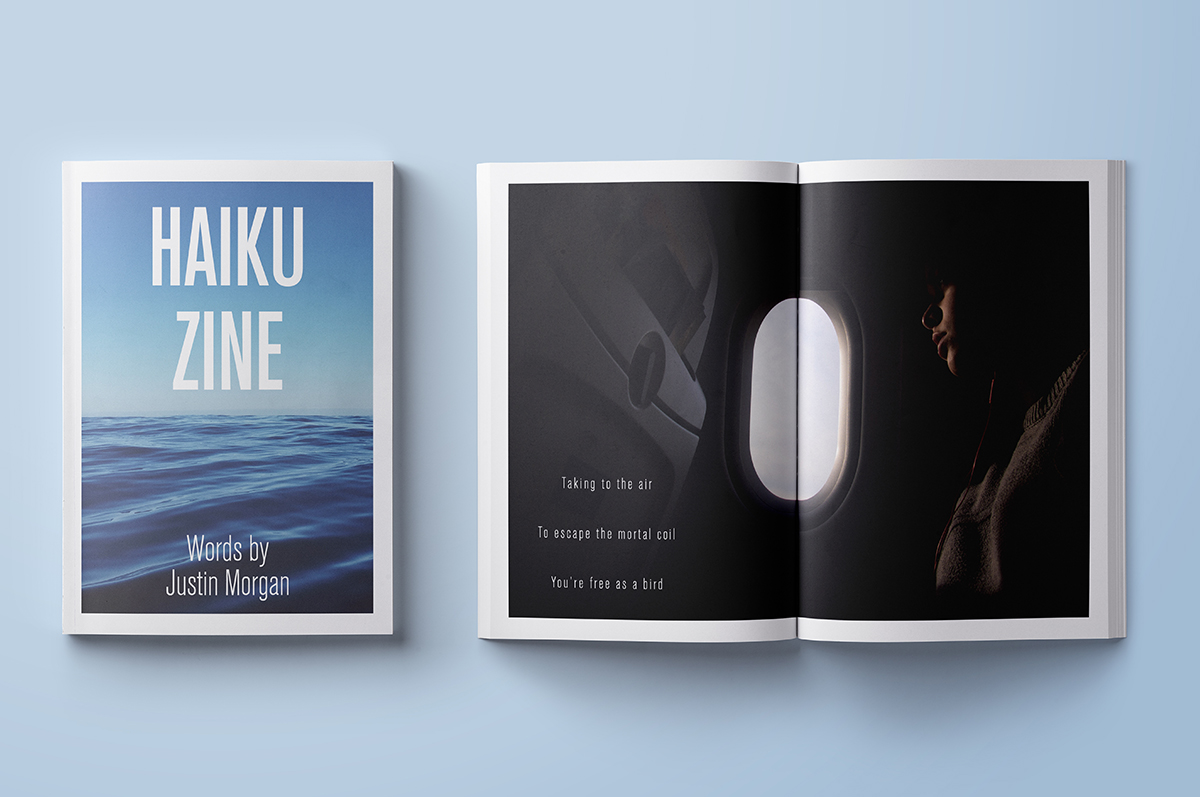 HAIKU
ZINE
Words by
Justin Morgan
Taking to the air
To escape the mortal coil
You're free as a bird